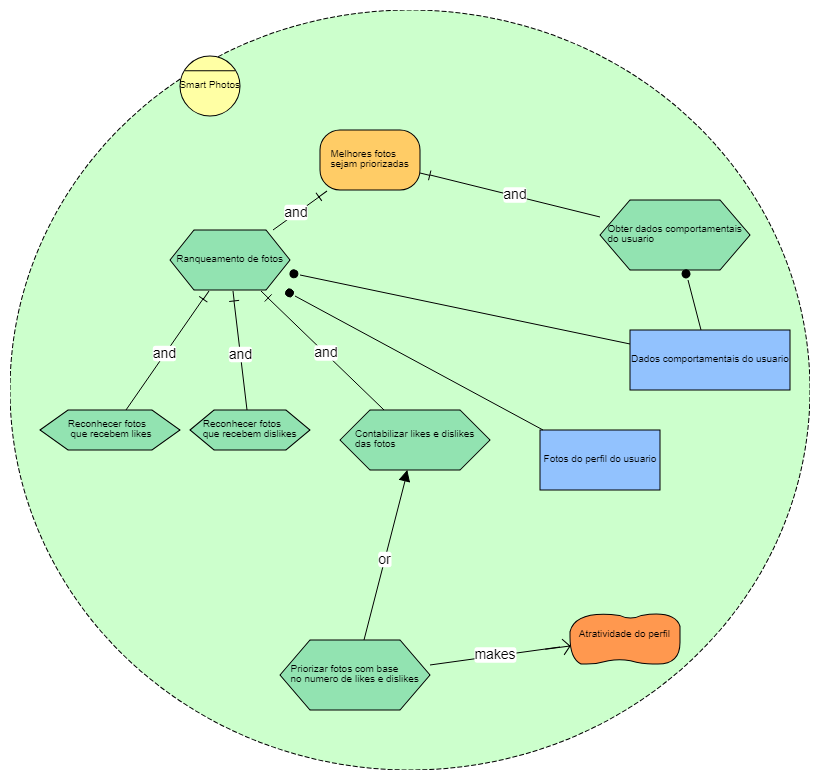 Smart Photos
Melhores fotos
sejam priorizadas
and
and
Obter dados comportamentais
do usuario
Ranqueamento de fotos
and
and
and
Dados comportamentais do usuario
Reconhecer fotos
que recebem likes
Reconhecer fotos
que recebem dislikes
Contabilizar likes e dislikes
das fotos
Fotos do perfil do usuario
or
Priorizar fotos com base
no numero de likes e dislikes
makes
Atratividade do perfil